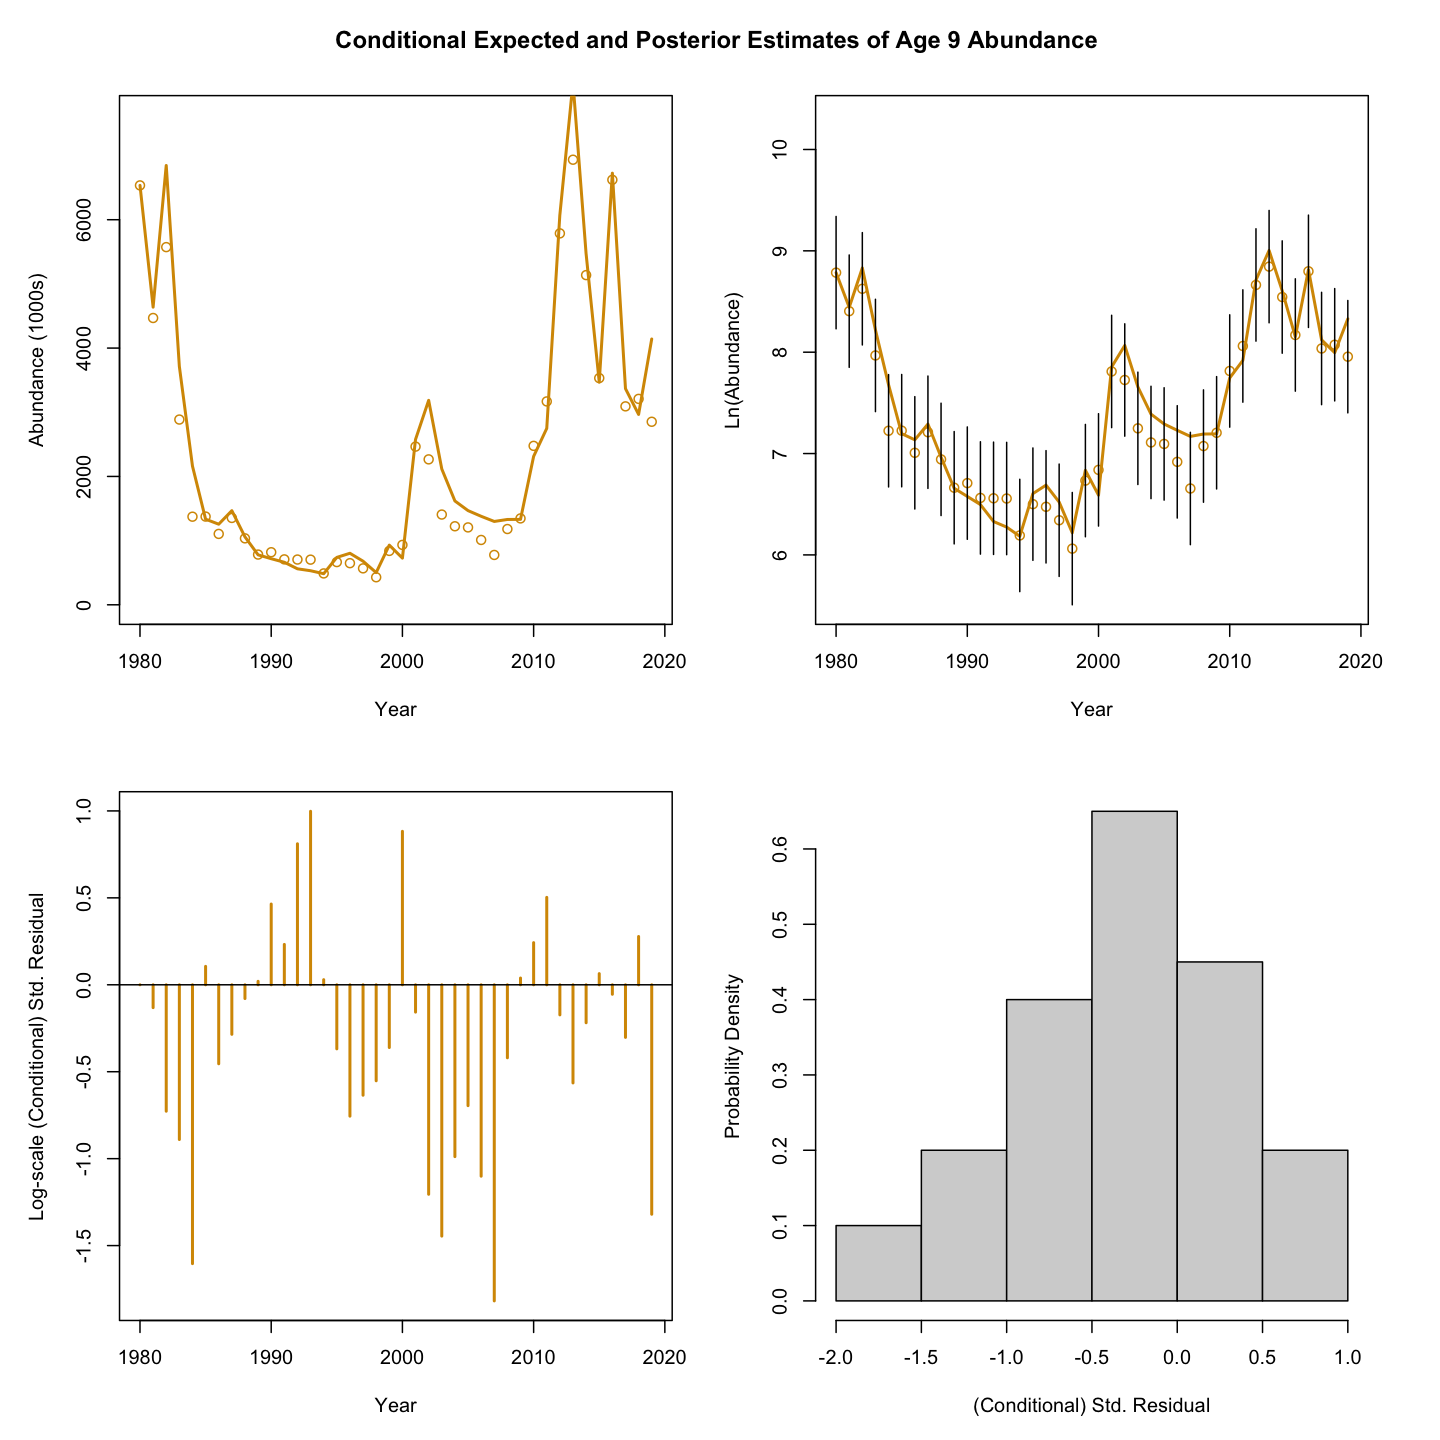 Conditional Expected and Posterior Estimates of Age 9 Abundance
Abundance (1000s)
6000
4000
2000
0
1980 1990 2000 2010 2020
Year
Ln(Abundance)
10
9
8
7
6
1980 1990 2000 2010 2020
Year
Log-scale (Conditional) Std. Residual
1.0
0.5
0.0
-0.5
-1.0
-1.5
1980 1990 2000 2010 2020
Year
Probability Density
0.6
0.5
0.4
0.3
0.2
0.1
0.0
-2.0 -1.5 -1.0 -0.5 0.0 0.5 1.0
(Conditional) Std. Residual